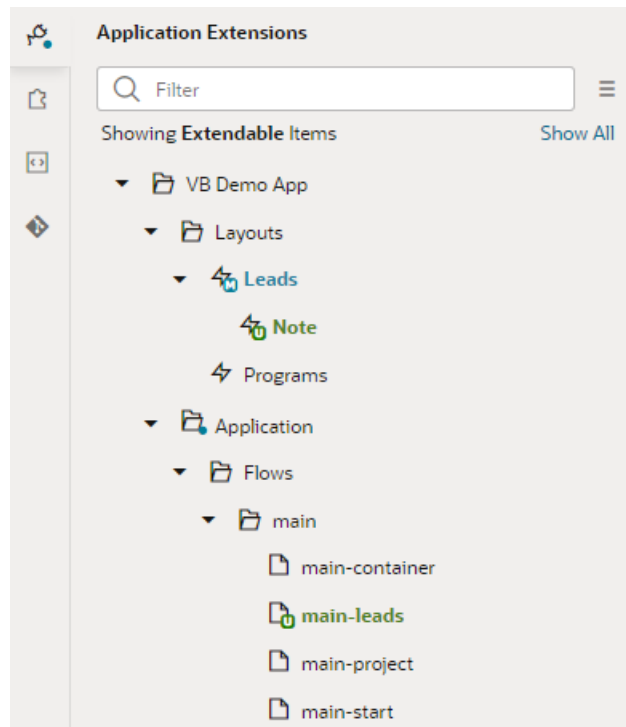 Application Extensions
Filter
Showing Extendable Items Show All
VB Demo App
Layouts
M Leads
U Note
Programs
Application
Flows
main
main-container
U main-leads
main-project
main-start